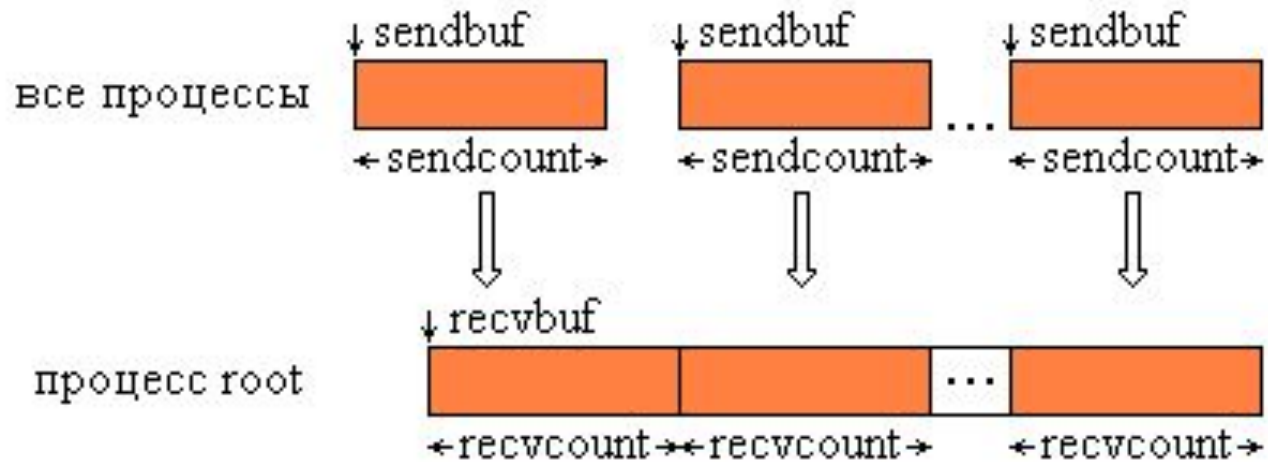 ↓ sendbuf ↓ sendbuf ↓ sendbuf
все процессы
...
sendcount sendcount sendcount
↓ recvbuf
процесс root ...
recvcount recvcount recvcount